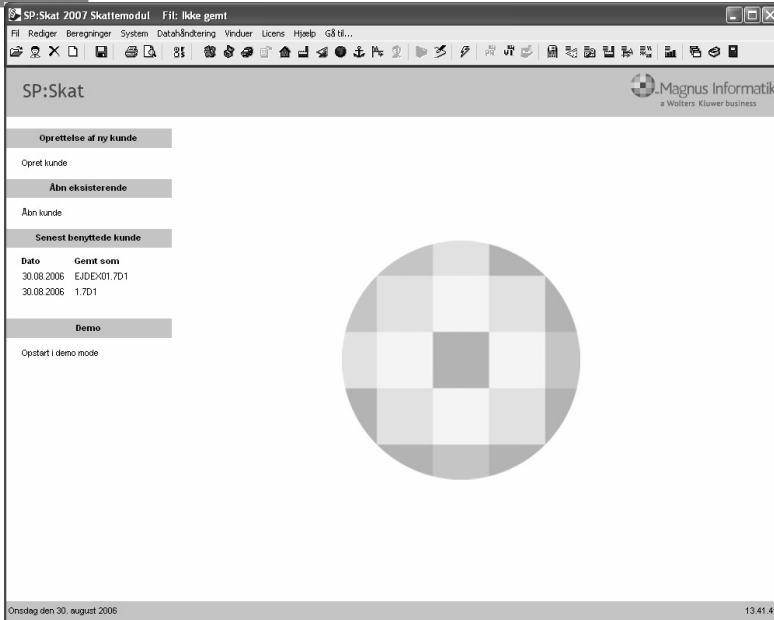 SP:Skat 2007 Skattemodul Fil: Ikke gemt
Fil Rediger Beregninger System Datahåndtering Vinduer Licens Hjælp Gå til...
SP:Skat
Magnus Informatik
a Wolters Kluwer business
Oprettelse af ny kunde
Opret kunde
Åbn eksisterende
Åbn kunde
Senest benyttede kunde
Dato Gemt som
30.08.2006 EJDEX01.7D1
30.08.2006 1.7D1
Demo
Opstart i demo mode
Onsdag den 30. august 2006
13.41.4